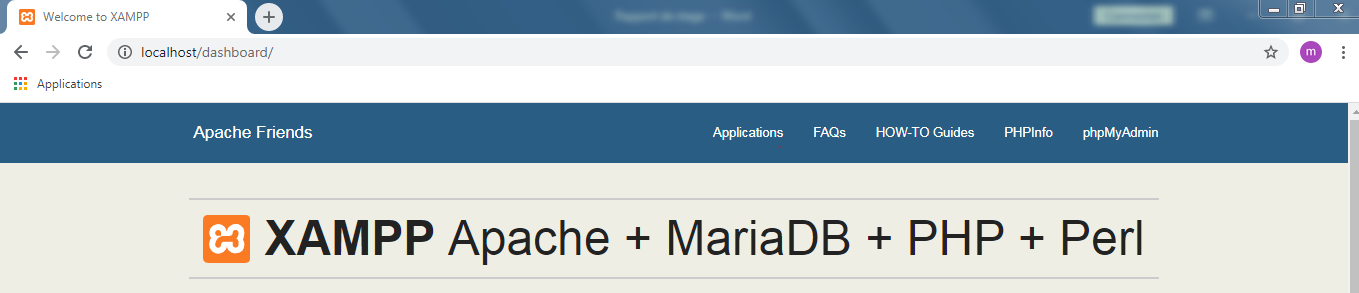 Welcome to XAMPP
localhost/dashboard/
m
Applications
Apache Friends
Applications FAQs HOW-TO Guides PHPInfo phpMyAdmin
XAMPP Apache + MariaDB + PHP + Perl